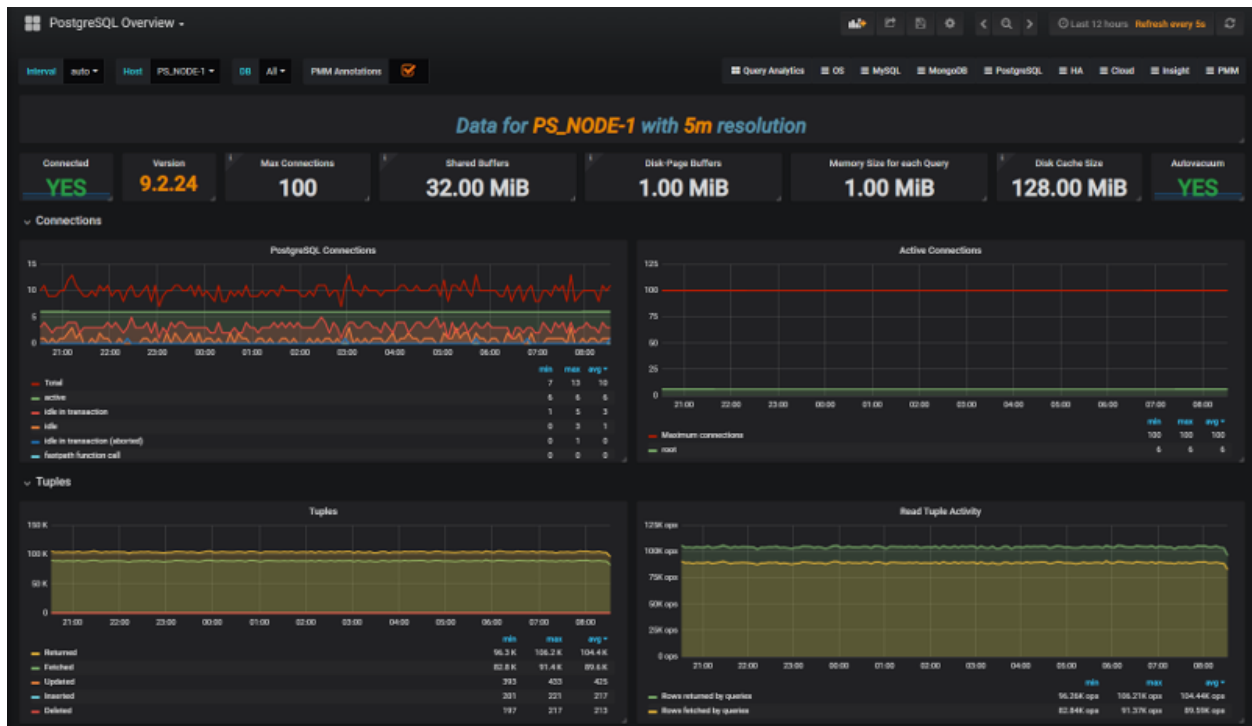 PostgreSQL Overview
Last 12 hours Refresh every 5s
Interval auto Host PS_NODE-1 DB All PMM Annotations
Query Analytics OS MySQL MongoDB PostgreSQL HA Cloud Insight PMM
Data for PS_NODE-1 with 5m resolution
Connected Version Max Connections Shared Buffers Disk-Page Buffers Memory Size for each Query Disk Cache Size Autovacuum
YES 9.2.24 100 32.00 MiB 1.00 MiB 1.00 MiB 128.00 MiB YES
Connections
PostgreSQL Connections
15
10
5
0
21:00 22:00 23:00 00:00 01:00 02:00 03:00 04:00 05:00 06:00 07:00 08:00
min max avg
Total 7 13 10
active 6 6 6
idle in transaction 1 5 3
idle 0 3 1
idle in transaction (aborted) 0 1 0
fastpath function call 0 0 0
Active Connections
125
100
75
50
25
0
21:00 22:00 23:00 00:00 01:00 02:00 03:00 04:00 05:00 06:00 07:00 08:00
min max avg
Maximum connections 100 100 100
root 6 6 6
Tuples
Tuples
150 K
100 K
50 K
0
21:00 22:00 23:00 00:00 01:00 02:00 03:00 04:00 05:00 06:00 07:00 08:00
min max avg
Returned 96.3 K 106.2 K 104.4 K
Fetched 82.8 K 91.4 K 89.6 K
Updated 393 433 425
Inserted 201 221 217
Deleted 197 217 213
Read Tuple Activity
125K ops
100K ops
75K ops
50K ops
25K ops
0 ops
21:00 22:00 23:00 00:00 01:00 02:00 03:00 04:00 05:00 06:00 07:00 08:00
min max avg
Rows returned by queries 96.26K ops 106.21K ops 104.44K ops
Rows fetched by queries 82.84K ops 91.37K ops 89.59K ops